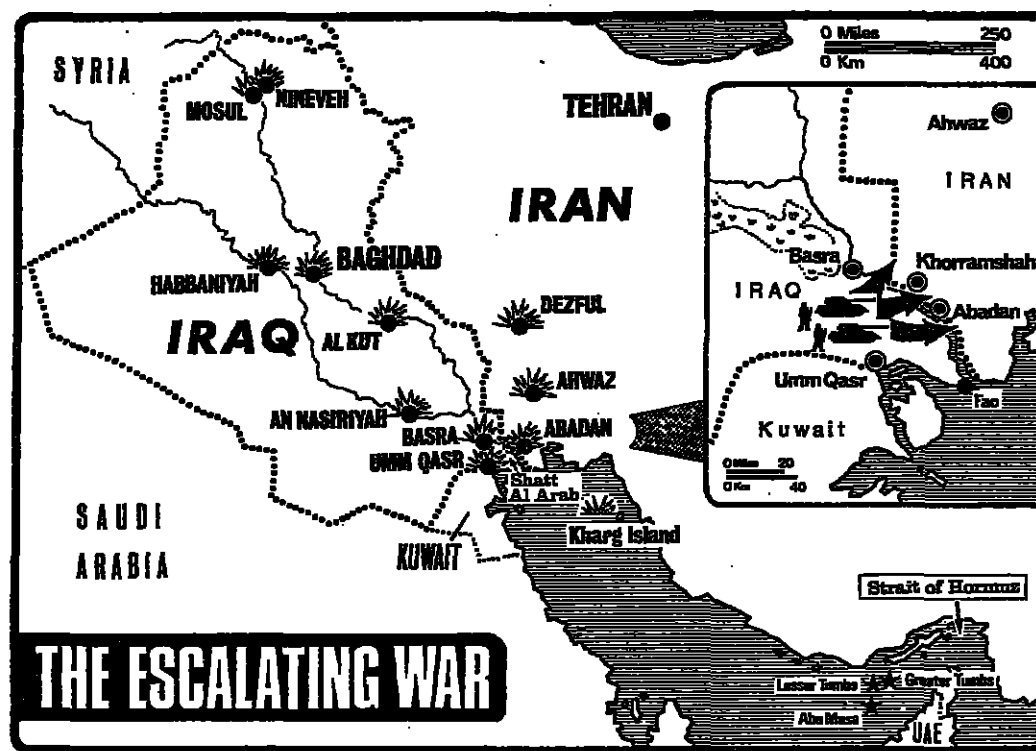 SYRIA
MOSUL
NINEVEH
0 Miles 250
0 Km 400
TEHRAN
IRAN
HABBANIYAH
BAGHDAD
IRAQ
AL KUT
DEZFUL
AHWAZ
AN NASIRIYAH
BASRA
ABADAN
UMM QASR
Shatt
Al Arab
Kharg Island
KUWAIT
SAUDI
ARABIA
Ahwaz
IRAN
Basra
Khorramshahr
IRAQ
Abadan
Umm Qasr
Fao
Kuwait
0 Miles 20
0 Km 40
Strait of Hormuz
Lesser Tumbs
Greater Tumbs
Abu Musa
UAE
THE ESCALATING WAR